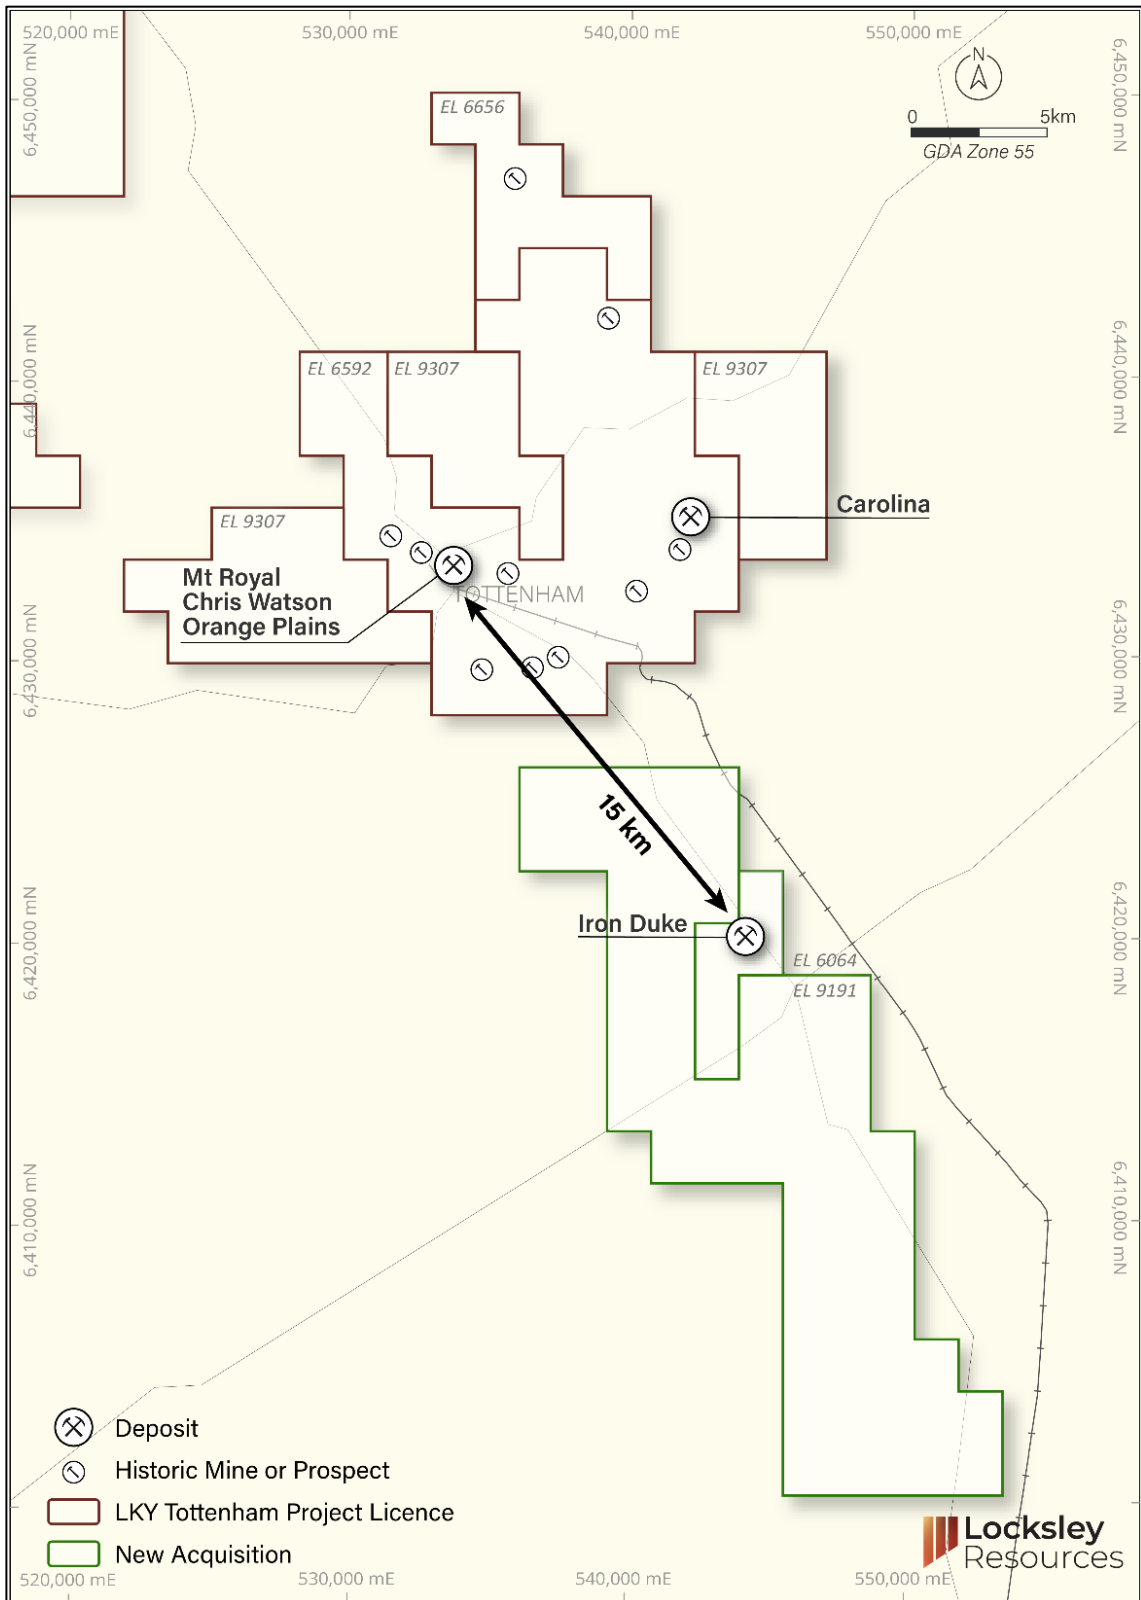 520,000 mE
530,000 mE
540,000 mE
550,000 mE
6,450,000 mN
6,450,000 mN
N
0 5km
GDA Zone 55
EL 6656
6,440,000 mN
6,440,000 mN
EL 6592
EL 9307
EL 9307
Carolina
EL 9307
Mt Royal
Chris Watson
Orange Plains
TOTTENHAM
6,430,000 mN
6,430,000 mN
15 km
Iron Duke
6,420,000 mN
6,420,000 mN
EL 6064
EL 9191
6,410,000 mN
6,410,000 mN
Deposit
Historic Mine or Prospect
LKY Tottenham Project Licence
New Acquisition
Locksley
Resources
520,000 mE
530,000 mE
540,000 mE
550,000 mE